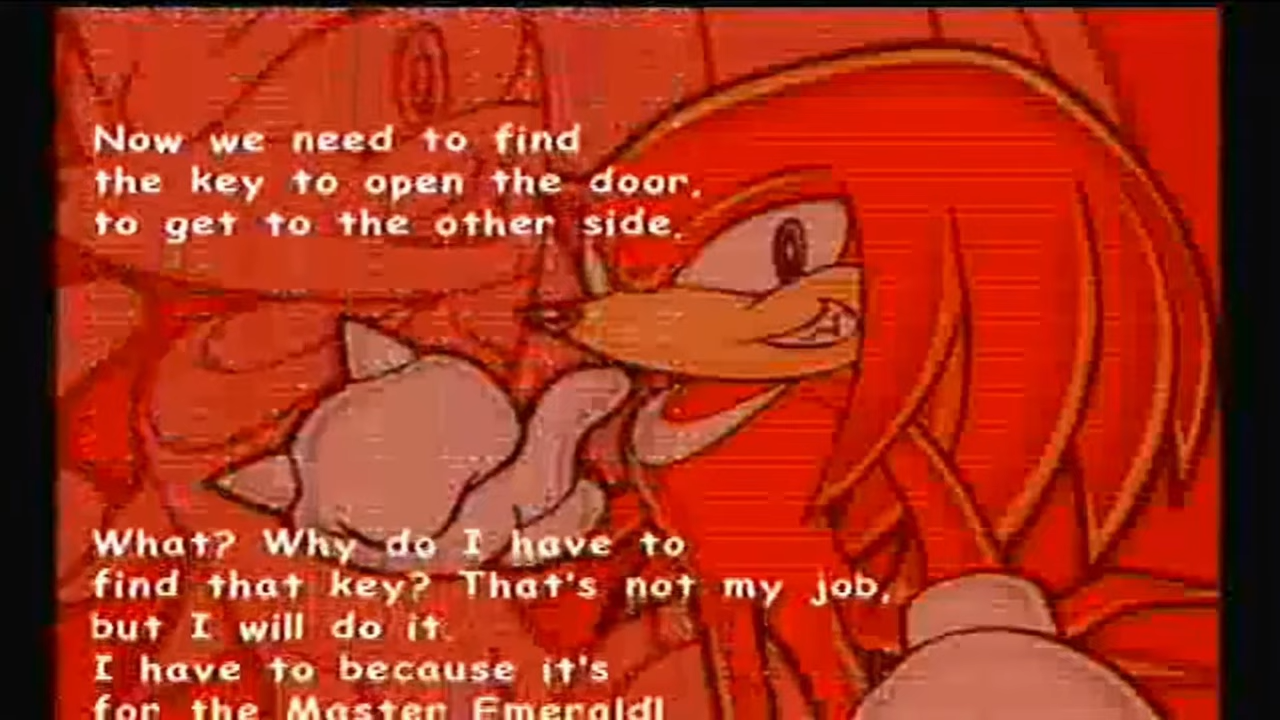 Now we need to find
the key to open the door,
to get to the other side.
What? Why do I have to
find that key? That's not my job,
but I will do it.
I have to because it's
for the Master Emerald!